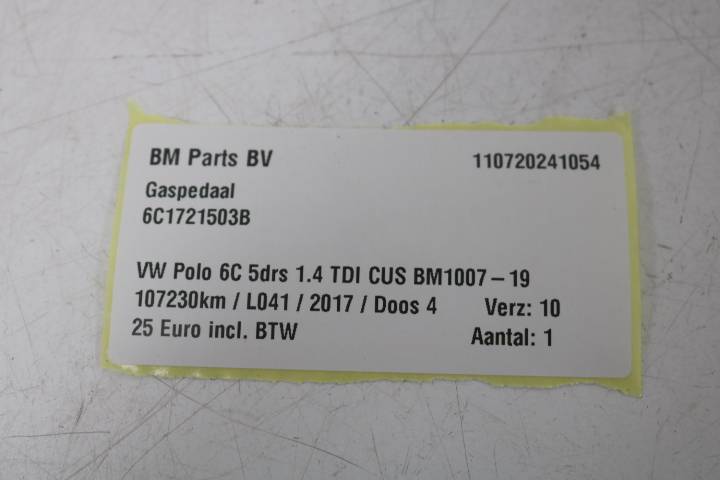 BM Parts BV 110720241054
Gaspedaal
6C1721503B
VW Polo 6C 5drs 1.4 TDI CUS BM1007-19
107230km / L041 / 2017 / Doos 4 Verz: 10
25 Euro incl. BTW Aantal: 1